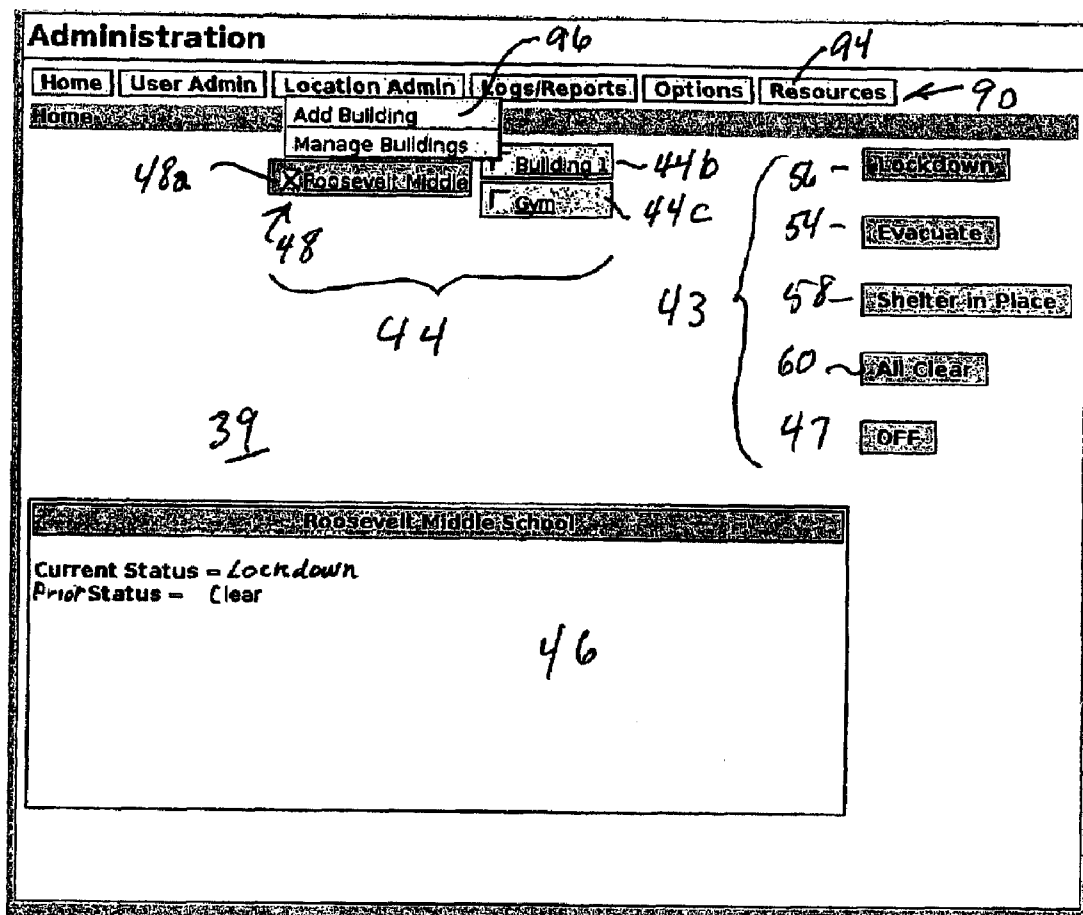 Administration 96 94
Home User Admin Location Admin Logs/Reports Options Resources 90
Home Add Building
Manage Buildings
48a Roosevelt Middle Building 1 44b 56 Lockdown
48 Gym 44c 54 Evacuate
44 43 58 Shelter in Place
60 All Clear
39 47 OFF
Roosevelt Middle School
Current Status = Lockdown
Prior Status = Clear
46